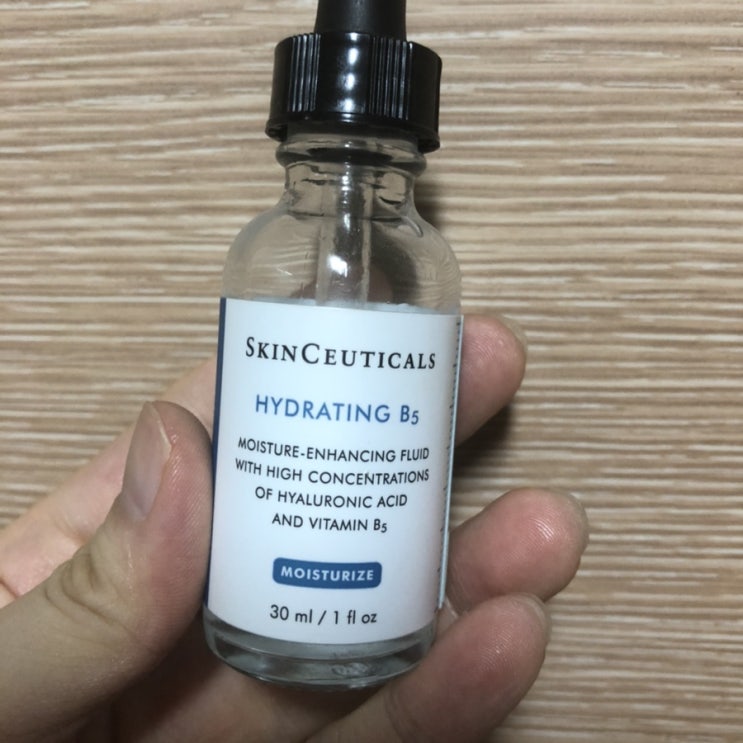 SKINCEUTICALS
HYDRATING B5
MOISTURE-ENHANCING FLUID
WITH HIGH CONCENTRATIONS
OF HYALURONIC ACID
AND VITAMIN B5
MOISTURIZE
30 ml / 1 fl oz